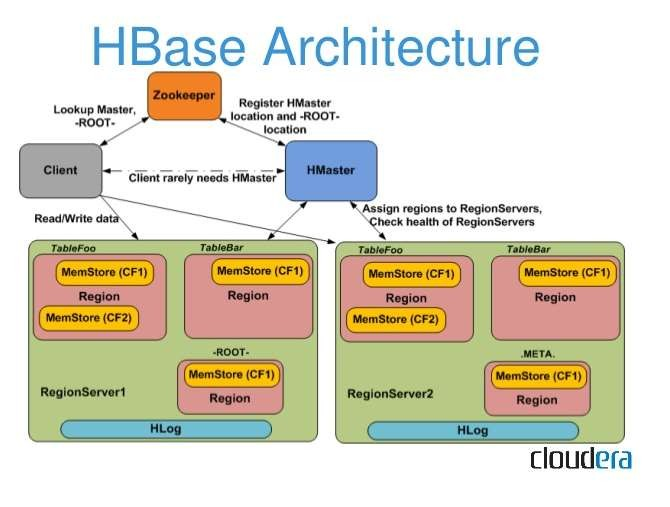 HBase Architecture
Zookeeper
Lookup Master,
-ROOT-
Register HMaster
location and -ROOT-
location
Client
Client rarely needs HMaster
HMaster
Read/Write data
Assign regions to RegionServers,
Check health of RegionServers
TableFoo
TableBar
MemStore (CF1)
Region
MemStore (CF2)
MemStore (CF1)
Region
-ROOT-
MemStore (CF1)
Region
RegionServer1
HLog
TableFoo
TableBar
MemStore (CF1)
Region
MemStore (CF2)
MemStore (CF1)
Region
.META.
MemStore (CF1)
Region
RegionServer2
HLog
cloudera